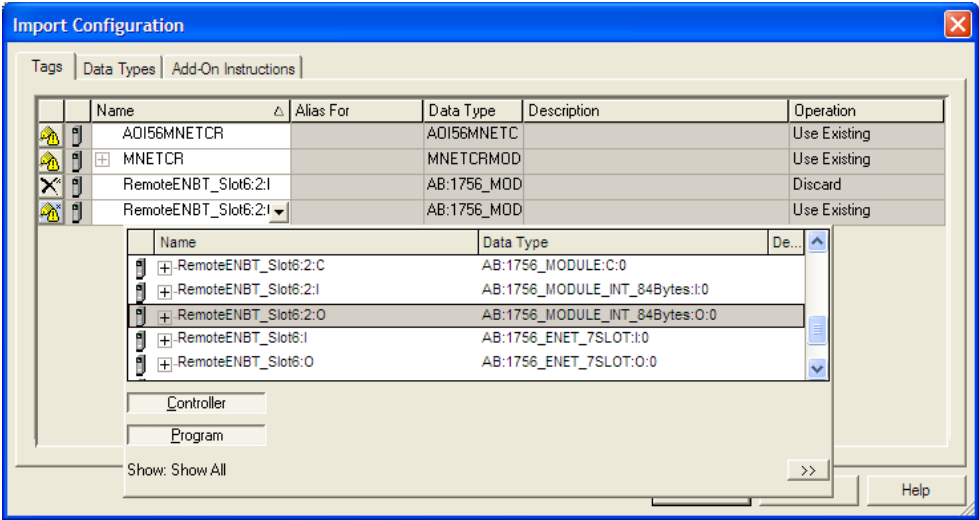 Import Configuration
Tags Data Types Add-On Instructions
Name Alias For Data Type Description Operation
AOI56MNETCR AOI56MNETC Use Existing
MNETCR MNETCRMOD Use Existing
RemoteENBT_Slot6:2:I AB:1756_MOD Discard
RemoteENBT_Slot6:2:I AB:1756_MOD Use Existing
Name Data Type De...
RemoteENBT_Slot6:2:C AB:1756_MODULE:C:0
RemoteENBT_Slot6:2:I AB:1756_MODULE_INT_84Bytes:I:0
RemoteENBT_Slot6:2:O AB:1756_MODULE_INT_84Bytes:O:0
RemoteENBT_Slot6:I AB:1756_ENET_7SLOT:I:0
RemoteENBT_Slot6:O AB:1756_ENET_7SLOT:O:0
Controller
Program
Show: Show All >>
Help